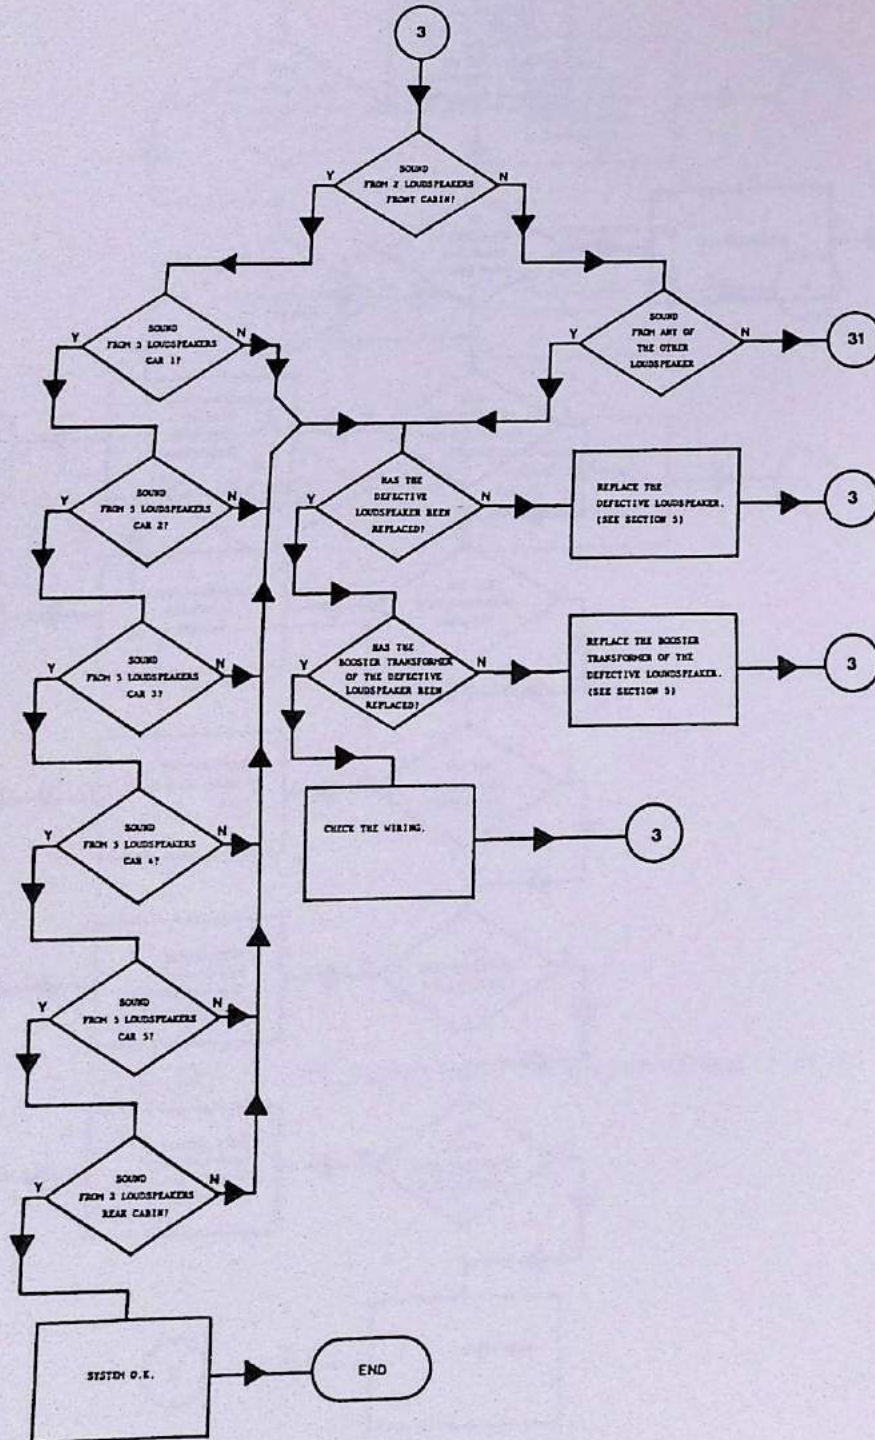 3
SOUND
FROM 2 LOUDSPEAKERS
FRONT CABIN?
Y
N
SOUND
FROM 5 LOUDSPEAKERS
CAR 1?
Y
N
SOUND
FROM ANY OF
THE OTHER
LOUDSPEAKER
Y
N
31
SOUND
FROM 5 LOUDSPEAKERS
CAR 2?
Y
N
HAS THE
DEFECTIVE
LOUDSPEAKER BEEN
REPLACED?
Y
N
REPLACE THE
DEFECTIVE LOUDSPEAKER.
(SEE SECTION 5)
3
SOUND
FROM 5 LOUDSPEAKERS
CAR 3?
Y
N
HAS THE
BOOSTER TRANSFORMER
OF THE DEFECTIVE
LOUDSPEAKER BEEN
REPLACED?
Y
N
REPLACE THE BOOSTER
TRANSFORMER OF THE
DEFECTIVE LOUNDSPEAKER.
(SEE SECTION 5)
3
SOUND
FROM 5 LOUDSPEAKERS
CAR 4?
Y
N
CHECK THE WIRING.
3
SOUND
FROM 5 LOUDSPEAKERS
CAR 5?
Y
N
SOUND
FROM 2 LOUDSPEAKERS
REAR CABIN?
Y
N
SYSTEM O.K.
END